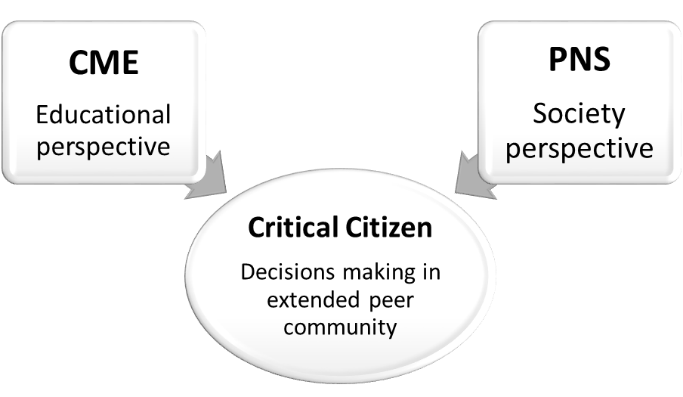 CME
Educational
perspective
PNS
Society
perspective
Critical Citizen
Decisions making in
extended peer
community